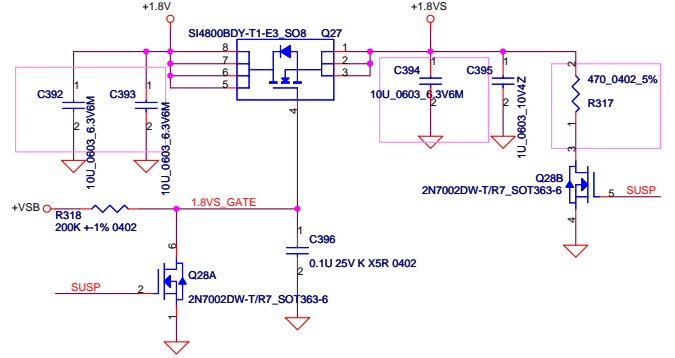 +1.8V
+1.8VS
SI4800BDY-T1-E3_SO8 Q27
8
7
6
5
1
2
3
4
C392
1
2
10U_0603_6.3V6M
C393
1
2
10U_0603_6.3V6M
C394
1
2
10U_0603_6.3V6M
C395
1
2
1U_0603_10V4Z
2
470_0402_5%
R317
1
3
Q28B
2N7002DW-T/R7_SOT363-6
5
SUSP
4
+VSB
R318
200K +-1% 0402
1.8VS_GATE
1
C396
0.1U 25V K X5R 0402
2
6
Q28A
2N7002DW-T/R7_SOT363-6
SUSP
2
1